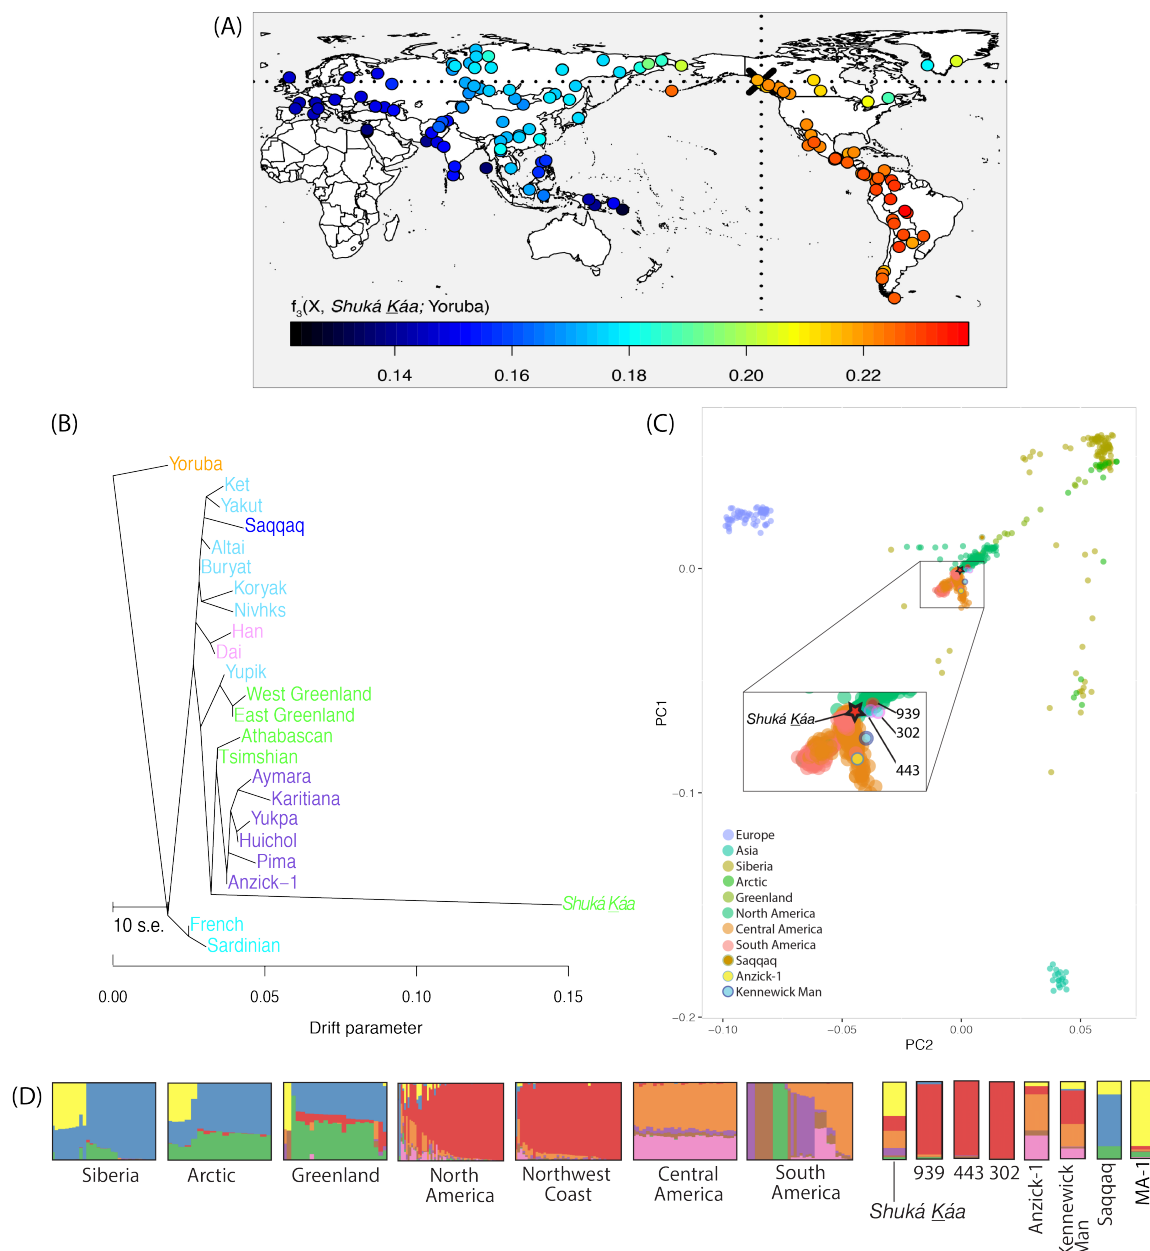 (A)
f3(X, Shuká Káa; Yoruba)
0.14 0.16 0.18 0.20 0.22
(B)
Yoruba
Ket
Yakut
Saqqaq
Altai
Buryat
Koryak
Nivhks
Han
Dai
Yupik
West Greenland
East Greenland
Athabascan
Tsimshian
Aymara
Karitiana
Yukpa
Huichol
Pima
Anzick–1
Shuká Káa
10 s.e.
French
Sardinian
0.00 0.05 0.10 0.15
Drift parameter
(C)
0.0
−0.1
−0.2
PC1
Shuká Káa
939
302
443
Europe
Asia
Siberia
Arctic
Greenland
North America
Central America
South America
Saqqaq
Anzick-1
Kennewick Man
−0.10 −0.05 0.00 0.05
PC2
(D)
Siberia
Arctic
Greenland
North
America
Northwest
Coast
Central
America
South
America
Shuká Káa
939
443
302
Anzick-1
Kennewick
Man
Saqqaq
MA-1